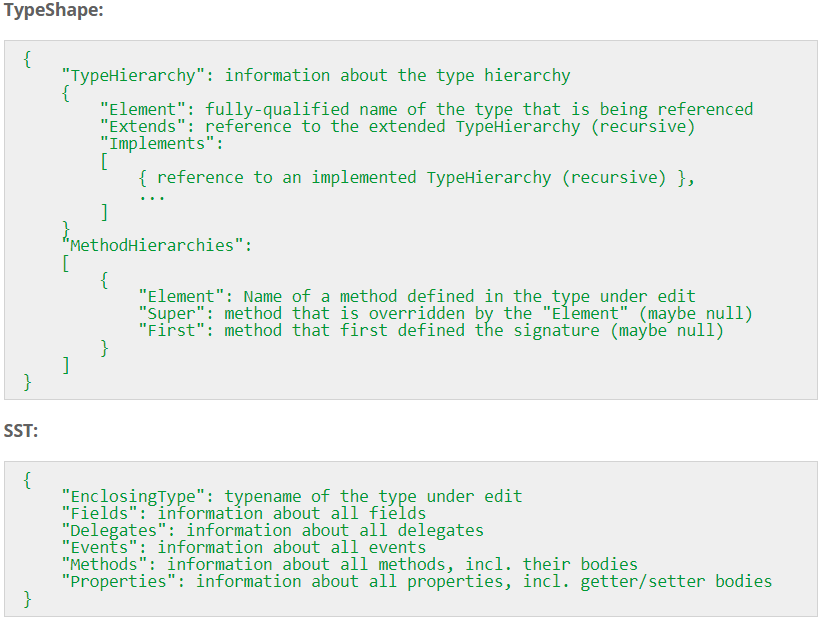 TypeShape:
{
    "TypeHierarchy": information about the type hierarchy
    {
        "Element": fully-qualified name of the type that is being referenced
        "Extends": reference to the extended TypeHierarchy (recursive)
        "Implements":
        [
            { reference to an implemented TypeHierarchy (recursive) },
            ...
        ]
    }
    "MethodHierarchies":
    [
        {
            "Element": Name of a method defined in the type under edit
            "Super": method that is overridden by the "Element" (maybe null)
            "First": method that first defined the signature (maybe null)
        }
    ]
}
SST:
{
    "EnclosingType": typename of the type under edit
    "Fields": information about all fields
    "Delegates": information about all delegates
    "Events": information about all events
    "Methods": information about all methods, incl. their bodies
    "Properties": information about all properties, incl. getter/setter bodies
}